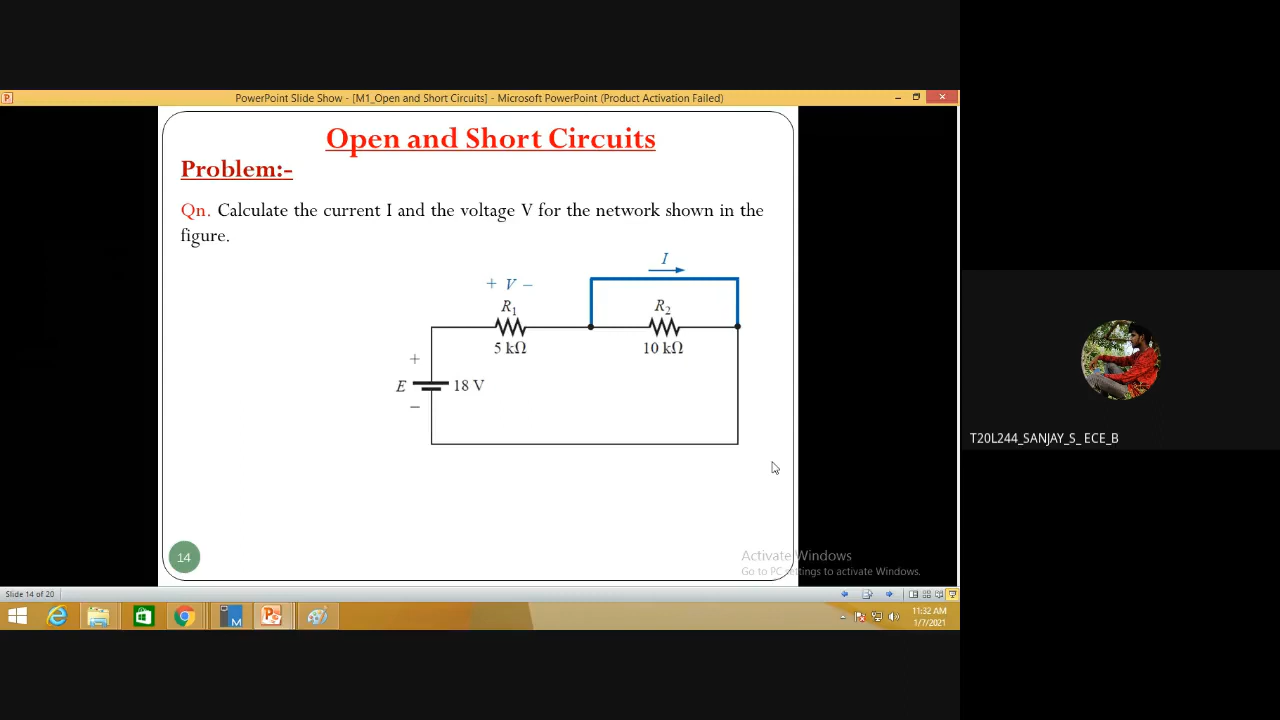 PowerPoint Slide Show - [M1_Open and Short Circuits] - Microsoft PowerPoint (Product Activation Failed)
Open and Short Circuits
Problem:-
Qn. Calculate the current I and the voltage V for the network shown in the
figure.
I
+ V −
R1
R2
5 kΩ
10 kΩ
+
E
18 V
−
T20L244_SANJAY_S_ ECE_B
14
Activate Windows
Go to PC settings to activate Windows.
Slide 14 of 20
11:32 AM
1/7/2021